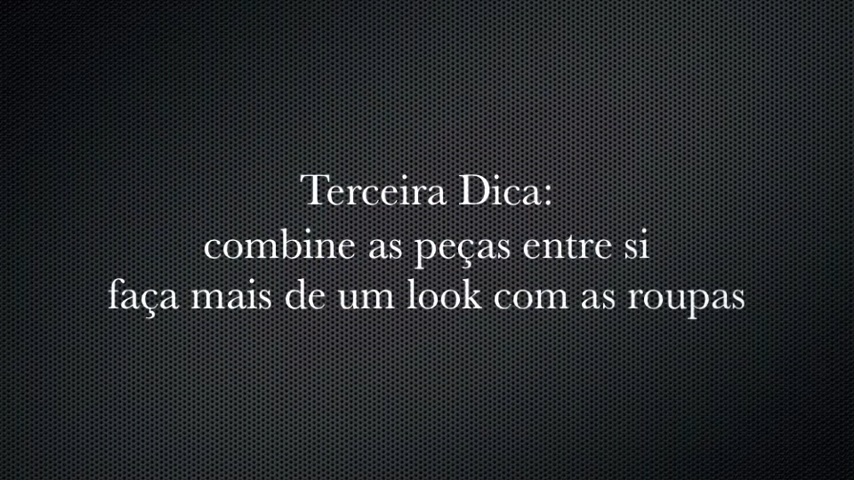 Terceira Dica:
combine as peças entre si
faça mais de um look com as roupas